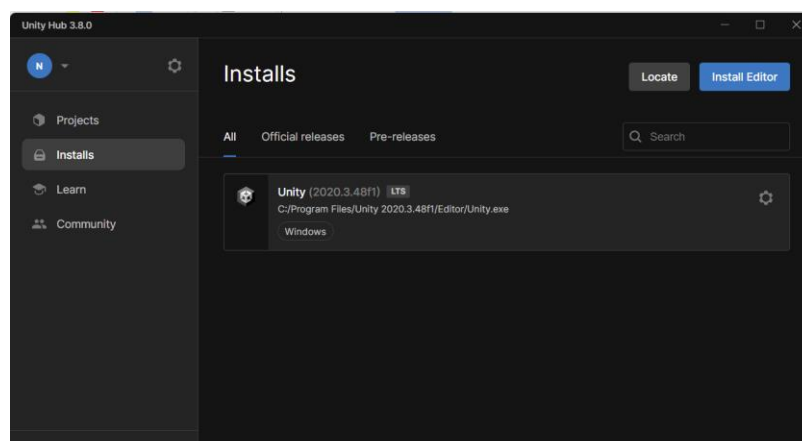 Unity Hub 3.8.0
N
Projects
Installs
Learn
Community
Installs
Locate
Install Editor
All
Official releases
Pre-releases
Search
Unity (2020.3.48f1) LTS
C:/Program Files/Unity 2020.3.48f1/Editor/Unity.exe
Windows